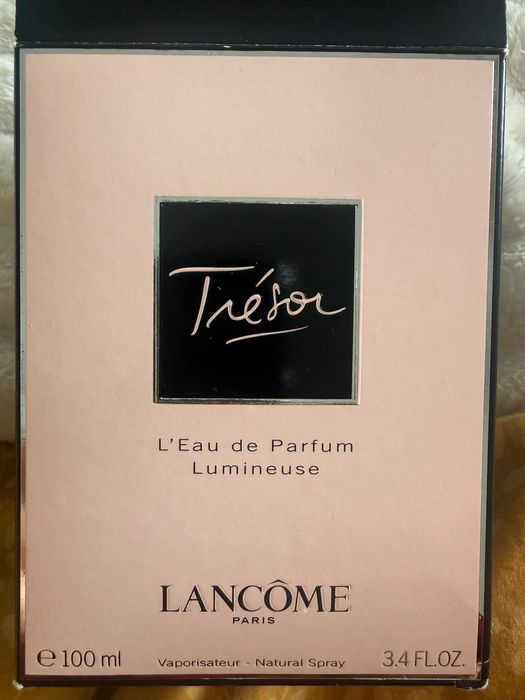 Trésor
L'Eau de Parfum
Lumineuse
LANCÔME
PARIS
℮ 100 ml Vaporisateur - Natural Spray 3.4 FL.OZ.